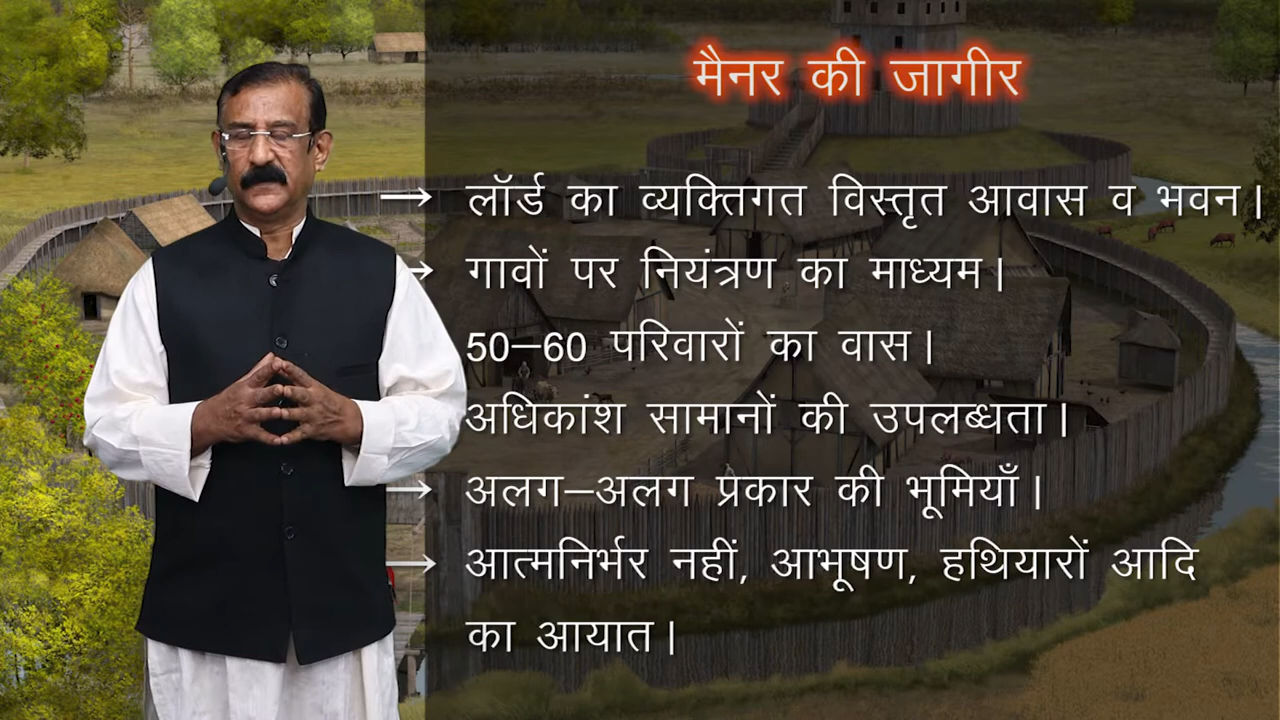 मैनर की जागीर
→ लॉर्ड का व्यक्तिगत विस्तृत आवास व भवन।
→ गावों पर नियंत्रण का माध्यम।
50–60 परिवारों का वास।
अधिकांश सामानों की उपलब्धता।
→ अलग–अलग प्रकार की भूमियाँ।
→ आत्मनिर्भर नहीं, आभूषण, हथियारों आदि
का आयात।